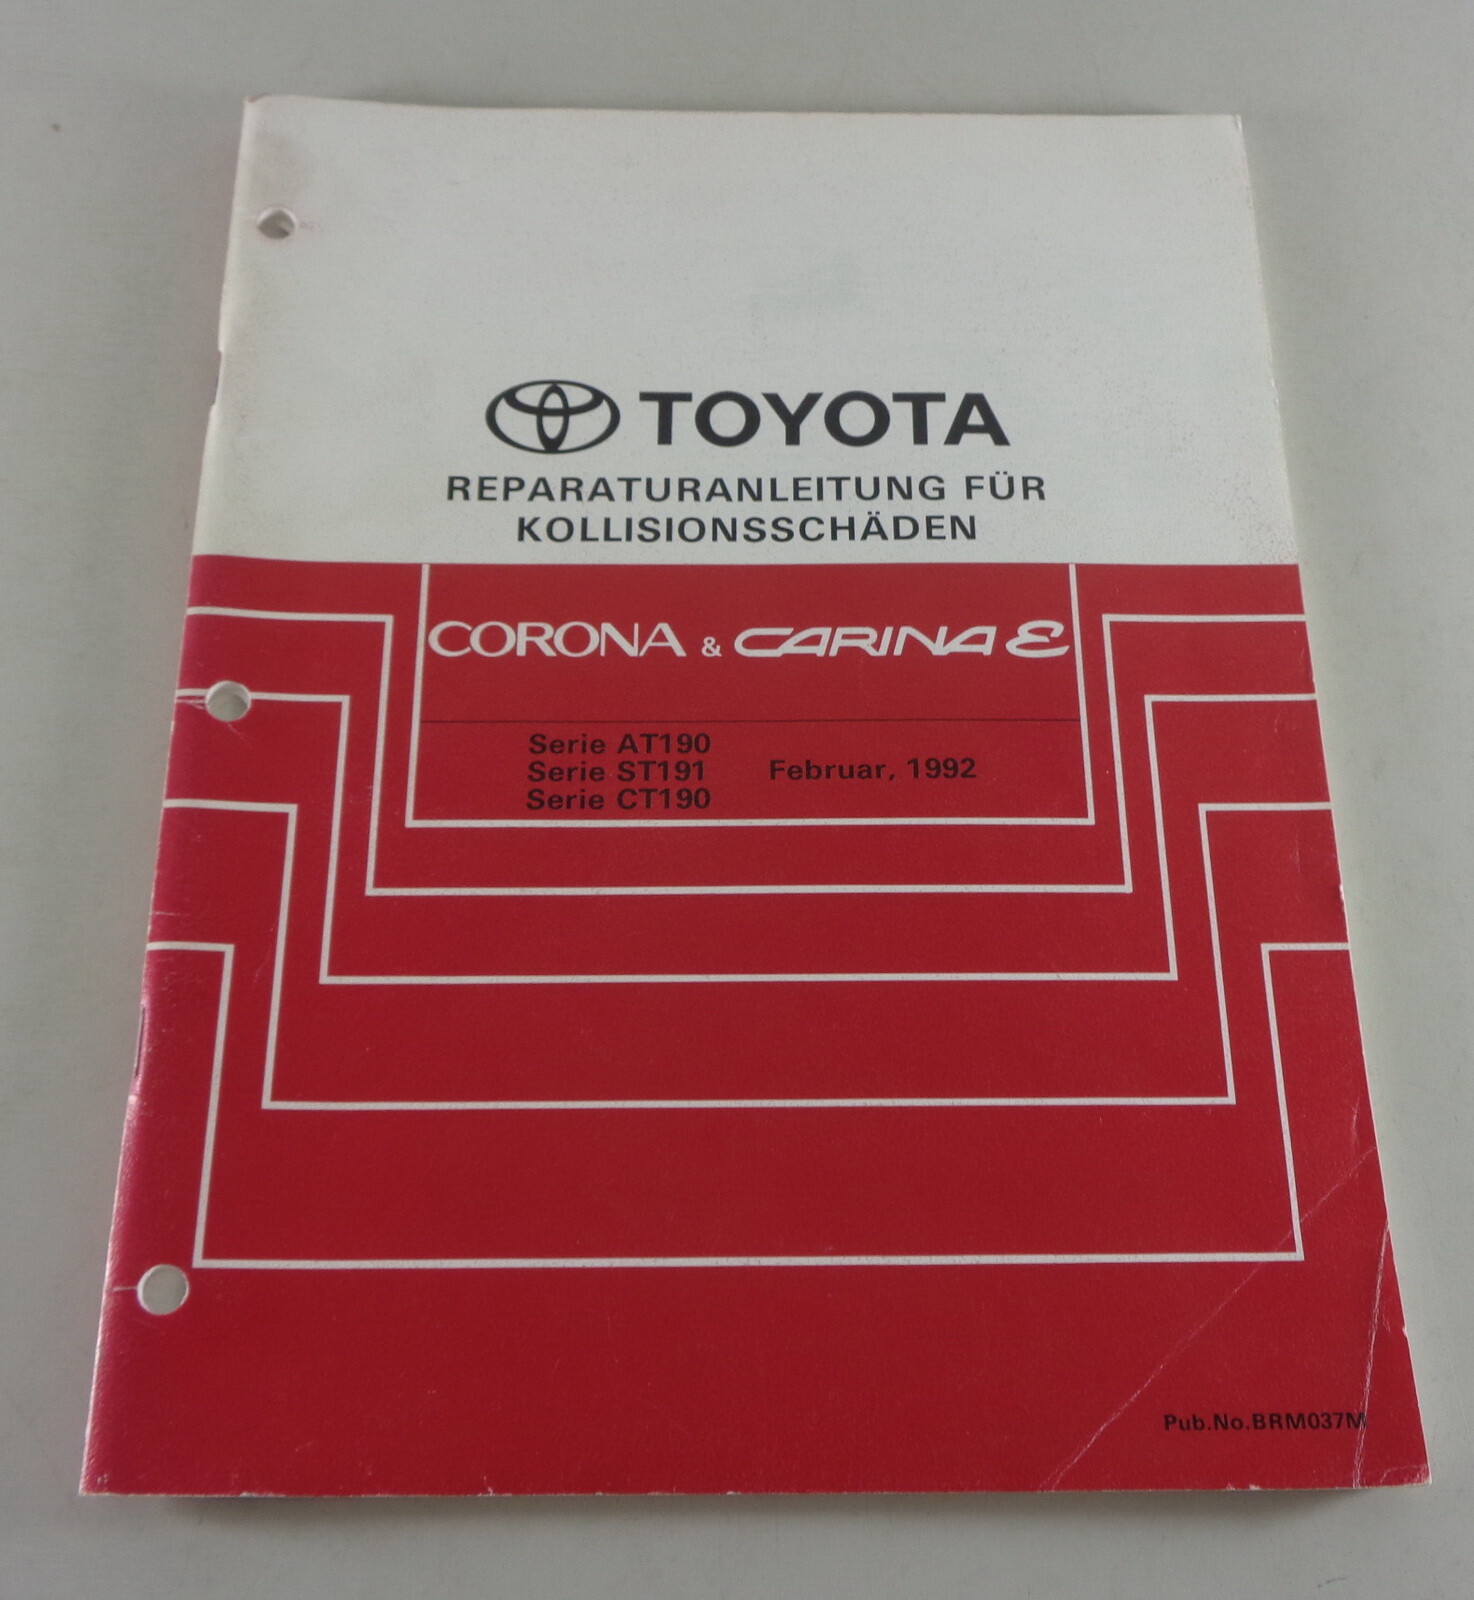 TOYOTA
REPARATURANLEITUNG FÜR
KOLLISIONSSCHÄDEN
CORONA & CARINA E
Serie AT190
Serie ST191
Serie CT190
Februar, 1992
Pub.No.BRM037M